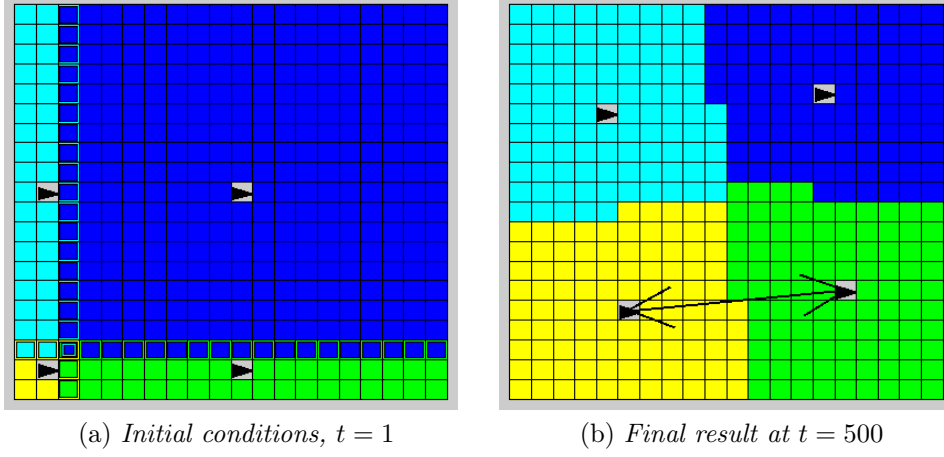 (a) Initial conditions, t = 1
(b) Final result at t = 500